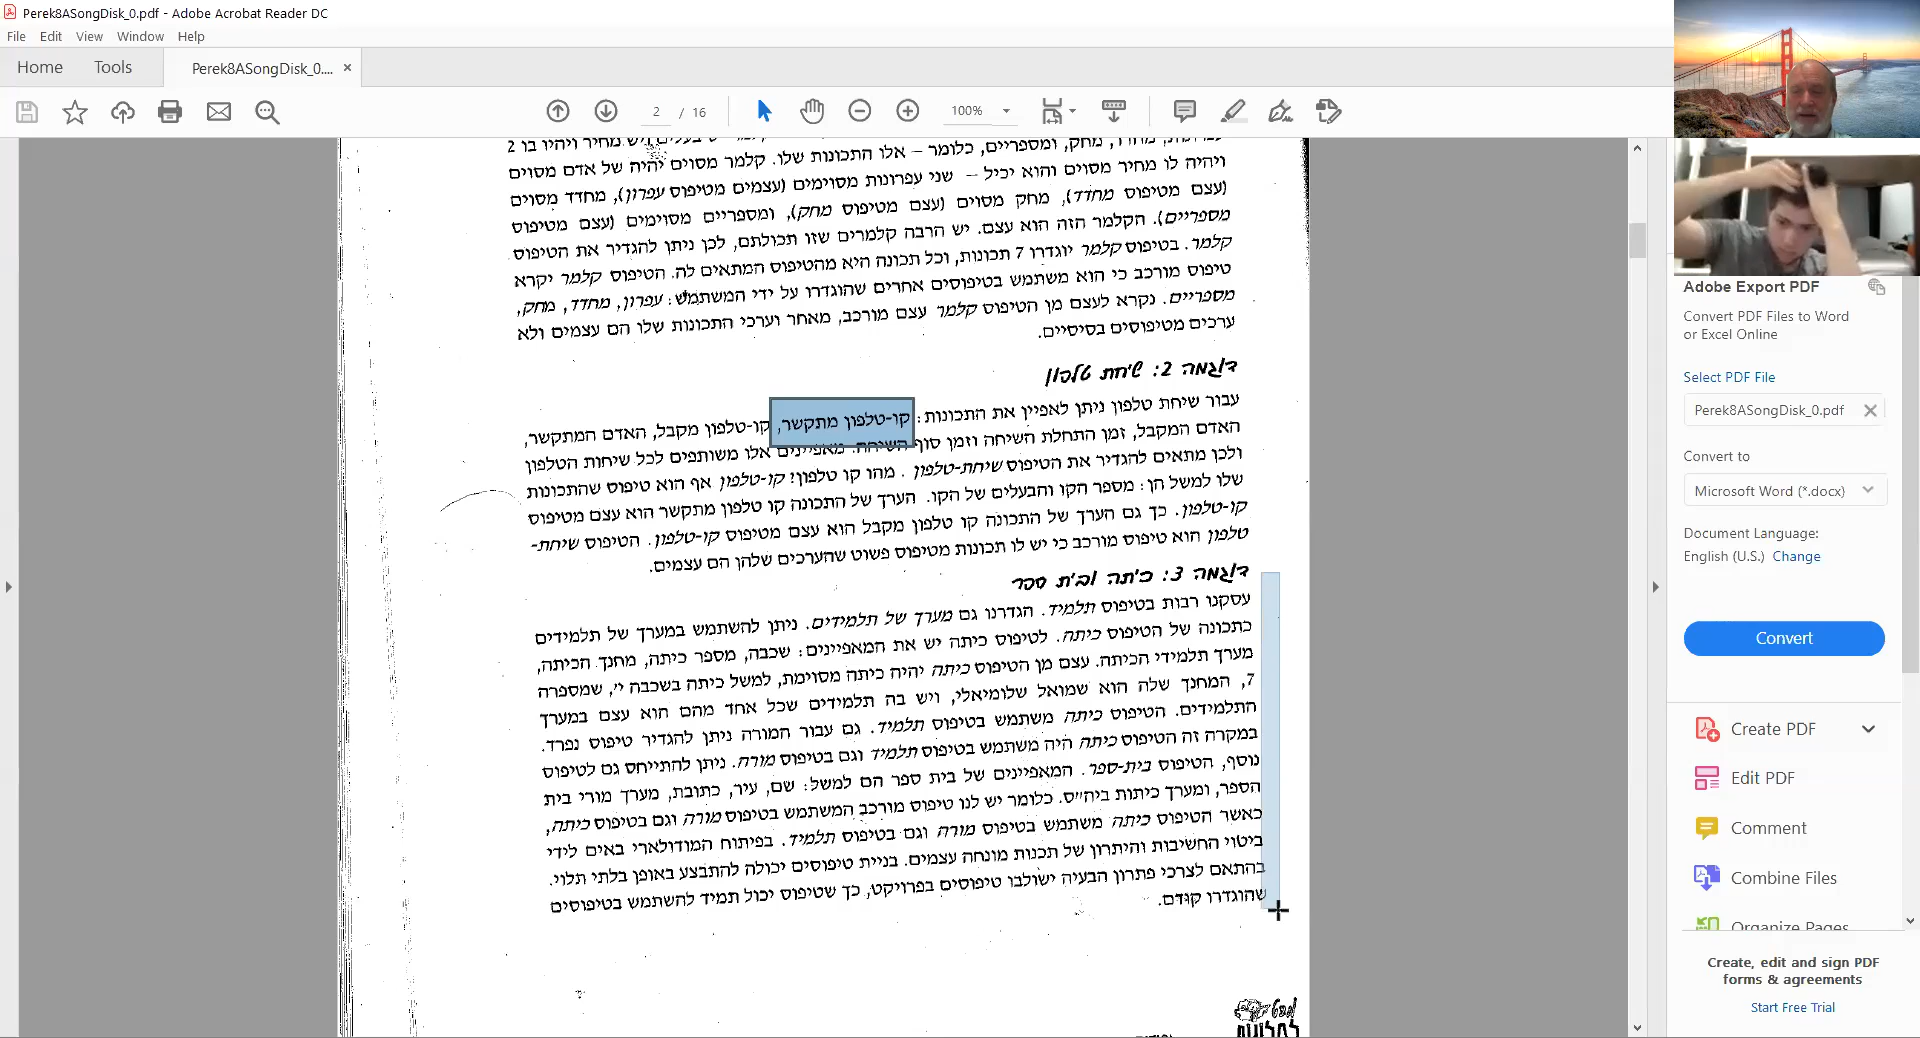 Perek8ASongDisk_0.pdf - Adobe Acrobat Reader DC
File Edit View Window Help
Home Tools Perek8ASongDisk_0.... ×
2 / 16 100%
ומספריים, כלומר – אלו התכונות שלו. קלמר מסוים יהיה של אדם מסוים
ויהיה לו מחיר מסוים והוא יכיל – שני עפרונות מסוימים (עצמים מטיפוס עפרון), מחדד מסוים
(עצם מטיפוס מחדד), מחק מסוים (עצם מטיפוס מחק), ומספריים מסוימים (עצם מטיפוס
מספריים). הקלמר הזה הוא עצם. יש הרבה קלמרים שזו תכולתם, לכן ניתן להגדיר את הטיפוס
קלמר. בטיפוס קלמר יוגדרו 7 תכונות, וכל תכונה היא מהטיפוס המתאים לה. הטיפוס קלמר יקרא
טיפוס מורכב כי הוא משתמש בטיפוסים אחרים שהוגדרו על ידי המשתמש: עפרון, מחדד, מחק,
מספריים. נקרא לעצם מן הטיפוס קלמר עצם מורכב, מאחר וערכי התכונות שלו הם עצמים ולא
ערכים מטיפוסים בסיסיים.
דוגמה 2: שיחת טלפון
עבור שיחת טלפון ניתן לאפיין את התכונות: קו-טלפון מתקשר, קו-טלפון מקבל, האדם המתקשר,
האדם המקבל, זמן התחלת השיחה וזמן סוף השיחה. מאפיינים אלו משותפים לכל שיחות הטלפון
ולכן מתאים להגדיר את הטיפוס שיחת-טלפון. מהו קו טלפון? קו-טלפון אף הוא טיפוס שהתכונות
שלו למשל הן: מספר הקו והבעלים של הקו. הערך של התכונה קו טלפון מתקשר הוא עצם מטיפוס
קו-טלפון. כך גם הערך של התכונה קו טלפון מקבל הוא עצם מטיפוס קו-טלפון. הטיפוס שיחת-
טלפון הוא טיפוס מורכב כי יש לו תכונות מטיפוס פשוט שהערכים שלהן הם עצמים.
דוגמה 3: כיתה ובית ספר
עסקנו רבות בטיפוס תלמיד. הגדרנו גם מערך של תלמידים. ניתן להשתמש במערך של תלמידים
כתכונה של הטיפוס כיתה. לטיפוס כיתה יש את המאפיינים: שכבה, מספר כיתה, מחנך הכיתה,
מערך תלמידי הכיתה. עצם מן הטיפוס כיתה יהיה כיתה מסוימת, למשל כיתה בשכבה י', שמספרה
7, המחנך שלה הוא שמואל שלומיאלי, ויש בה תלמידים שכל אחד מהם הוא עצם במערך
התלמידים. הטיפוס כיתה משתמש בטיפוס תלמיד. גם עבור המורה ניתן להגדיר טיפוס נפרד.
במקרה זה הטיפוס כיתה היה משתמש בטיפוס תלמיד וגם בטיפוס מורה. ניתן להתייחס גם לטיפוס
נוסף, הטיפוס בית-ספר. המאפיינים של בית ספר הם למשל: שם, עיר, כתובת, מערך מורי בית
הספר, ומערך כיתות ביה"ס. כלומר יש לנו טיפוס מורכב המשתמש בטיפוס מורה וגם בטיפוס כיתה,
כאשר הטיפוס כיתה משתמש בטיפוס מורה וגם בטיפוס תלמיד. בפיתוח המודולארי באים לידי
ביטוי החשיבות והיתרון של תכנות מונחה עצמים. בניית טיפוסים יכולה להתבצע באופן בלתי תלוי.
בהתאם לצרכי פתרון הבעיה ישולבו טיפוסים בפרויקט, כך שטיפוס יכול תמיד להשתמש בטיפוסים
שהוגדרו קודם.
Adobe Export PDF
Convert PDF Files to Word
or Excel Online
Select PDF File
Perek8ASongDisk_0.pdf
Convert to
Microsoft Word (*.docx)
Document Language:
English (U.S.) Change
Convert
Create PDF
Edit PDF
Comment
Combine Files
Organize Pages
Create, edit and sign PDF
forms & agreements
Start Free Trial